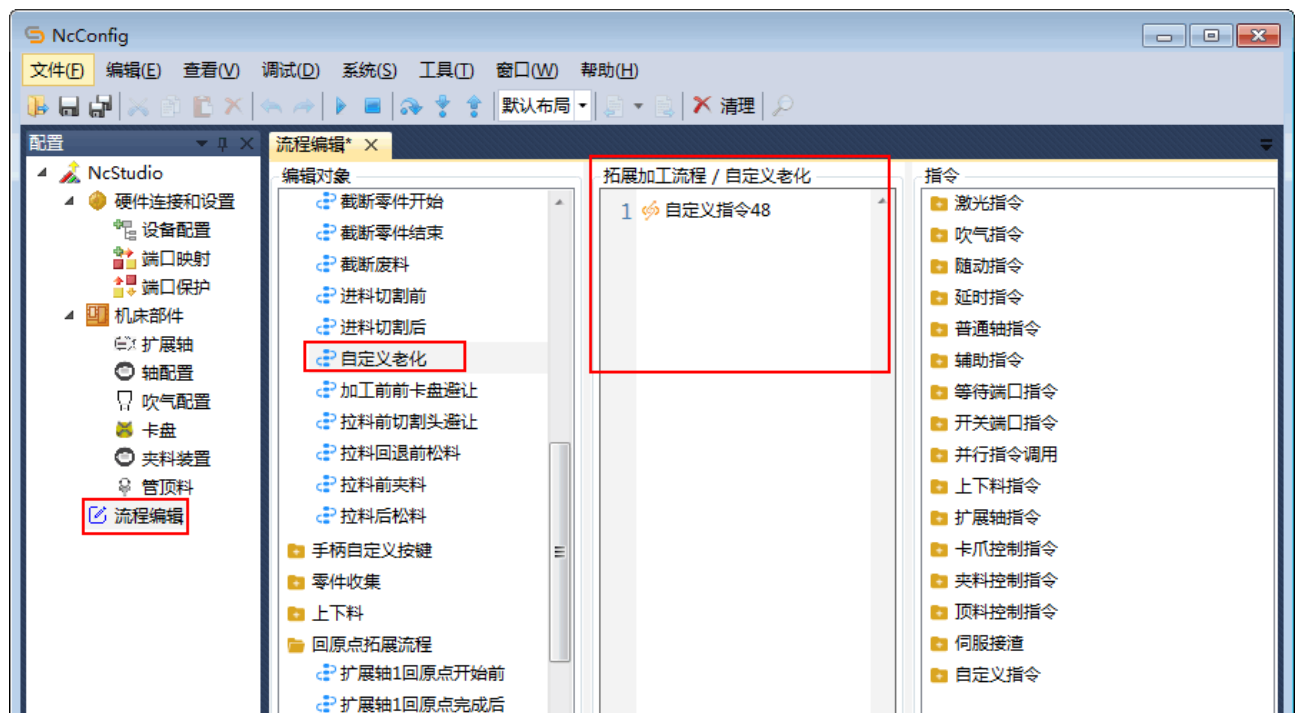 NcConfig
文件(F) 编辑(E) 查看(V) 调试(D) 系统(S) 工具(T) 窗口(W) 帮助(H)
默认布局 清理
配置
NcStudio
硬件连接和设置
设备配置
端口映射
端口保护
机床部件
扩展轴
轴配置
吹气配置
卡盘
夹料装置
管顶料
流程编辑
流程编辑*
编辑对象
截断零件开始
截断零件结束
截断废料
进料切割前
进料切割后
自定义老化
加工前前卡盘避让
拉料前切割头避让
拉料回退前松料
拉料前夹料
拉料后松料
手柄自定义按键
零件收集
上下料
回原点拓展流程
扩展轴1回原点开始前
扩展轴1回原点完成后
拓展加工流程 / 自定义老化
1 自定义指令48
指令
激光指令
吹气指令
随动指令
延时指令
普通轴指令
辅助指令
等待端口指令
开关端口指令
并行指令调用
上下料指令
扩展轴指令
卡爪控制指令
夹料控制指令
顶料控制指令
伺服接渣
自定义指令